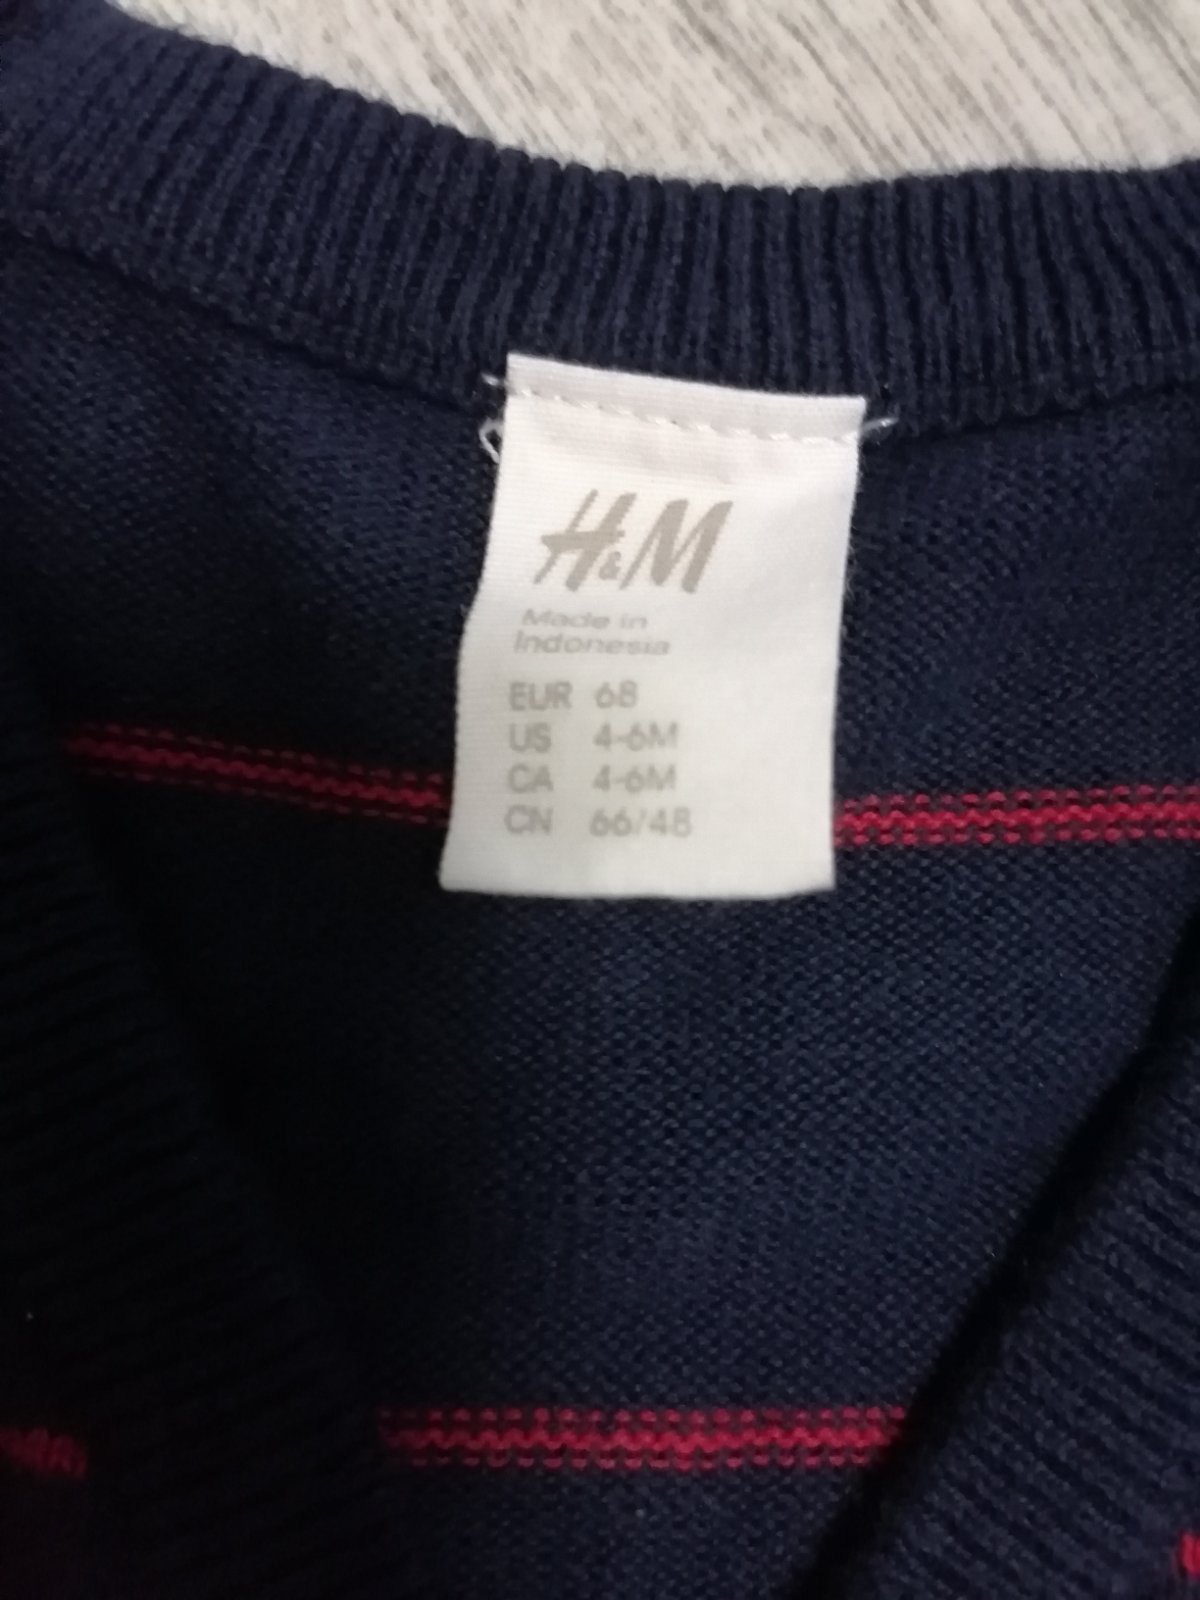 H&M
Made in
Indonesia
EUR 68
US 4-6M
CA 4-6M
CN 66/48